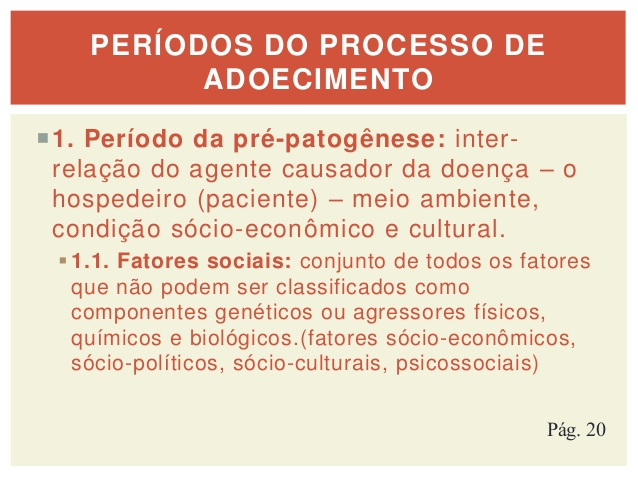 PERÍODOS DO PROCESSO DE
ADOECIMENTO
1. Período da pré-patogênese: inter-
relação do agente causador da doença – o
hospedeiro (paciente) – meio ambiente,
condição sócio-econômico e cultural.
1.1. Fatores sociais: conjunto de todos os fatores
que não podem ser classificados como
componentes genéticos ou agressores físicos,
químicos e biológicos.(fatores sócio-econômicos,
sócio-políticos, sócio-culturais, psicossociais)
Pág. 20